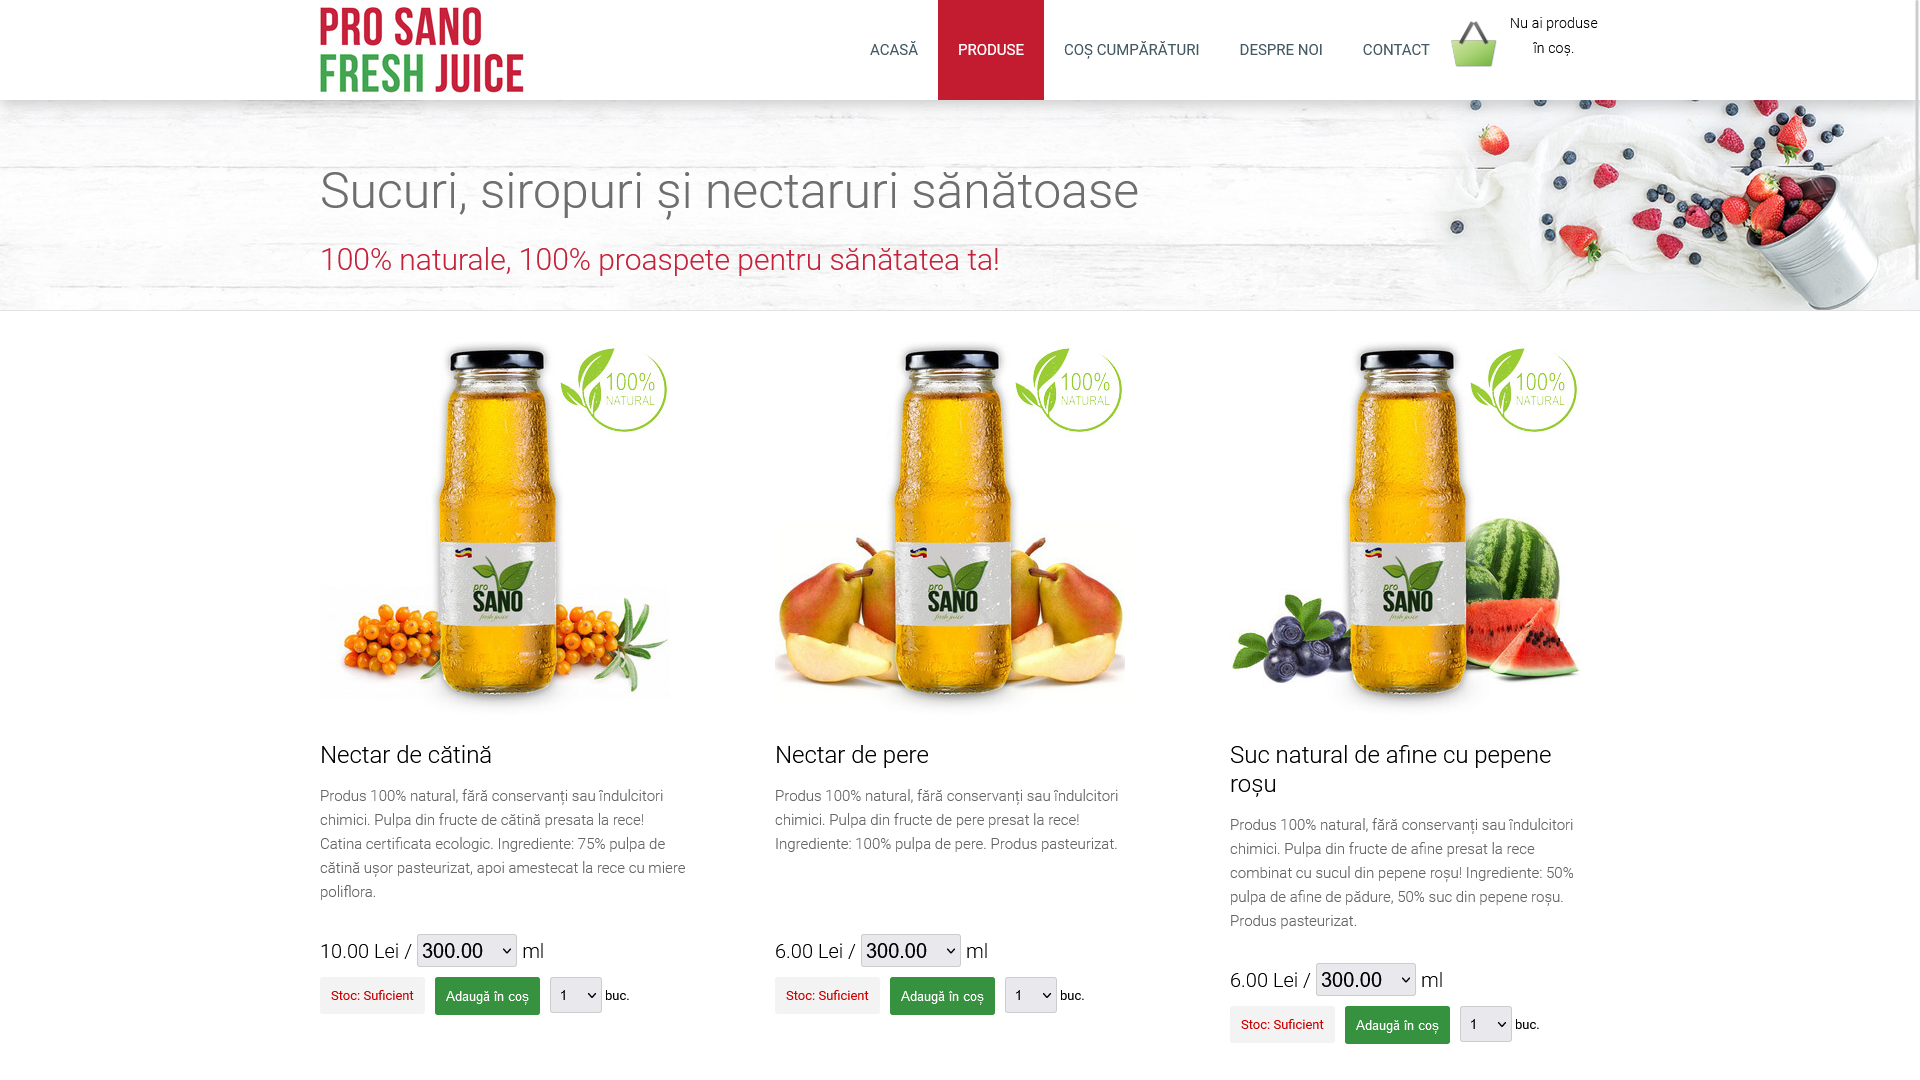 PRO SANO
FRESH JUICE
ACASĂ
PRODUSE
COȘ CUMPĂRĂTURI
DESPRE NOI
CONTACT
Nu ai produse
în coș.
Sucuri, siropuri și nectaruri sănătoase
100% naturale, 100% proaspete pentru sănătatea ta!
100%
NATURAL
pro
SANO
fresh juice
100%
NATURAL
pro
SANO
fresh juice
100%
NATURAL
pro
SANO
fresh juice
Nectar de cătină
Produs 100% natural, fără conservanți sau îndulcitori
chimici. Pulpa din fructe de cătină presata la rece!
Catina certificata ecologic. Ingrediente: 75% pulpa de
cătină ușor pasteurizat, apoi amestecat la rece cu miere
poliflora.
10.00 Lei / 300.00 ml
Stoc: Suficient
Adaugă în coș
1 buc.
Nectar de pere
Produs 100% natural, fără conservanți sau îndulcitori
chimici. Pulpa din fructe de pere presat la rece!
Ingrediente: 100% pulpa de pere. Produs pasteurizat.
6.00 Lei / 300.00 ml
Stoc: Suficient
Adaugă în coș
1 buc.
Suc natural de afine cu pepene
roșu
Produs 100% natural, fără conservanți sau îndulcitori
chimici. Pulpa din fructe de afine presat la rece
combinat cu sucul din pepene roșu! Ingrediente: 50%
pulpa de afine de pădure, 50% suc din pepene roșu.
Produs pasteurizat.
6.00 Lei / 300.00 ml
Stoc: Suficient
Adaugă în coș
1 buc.